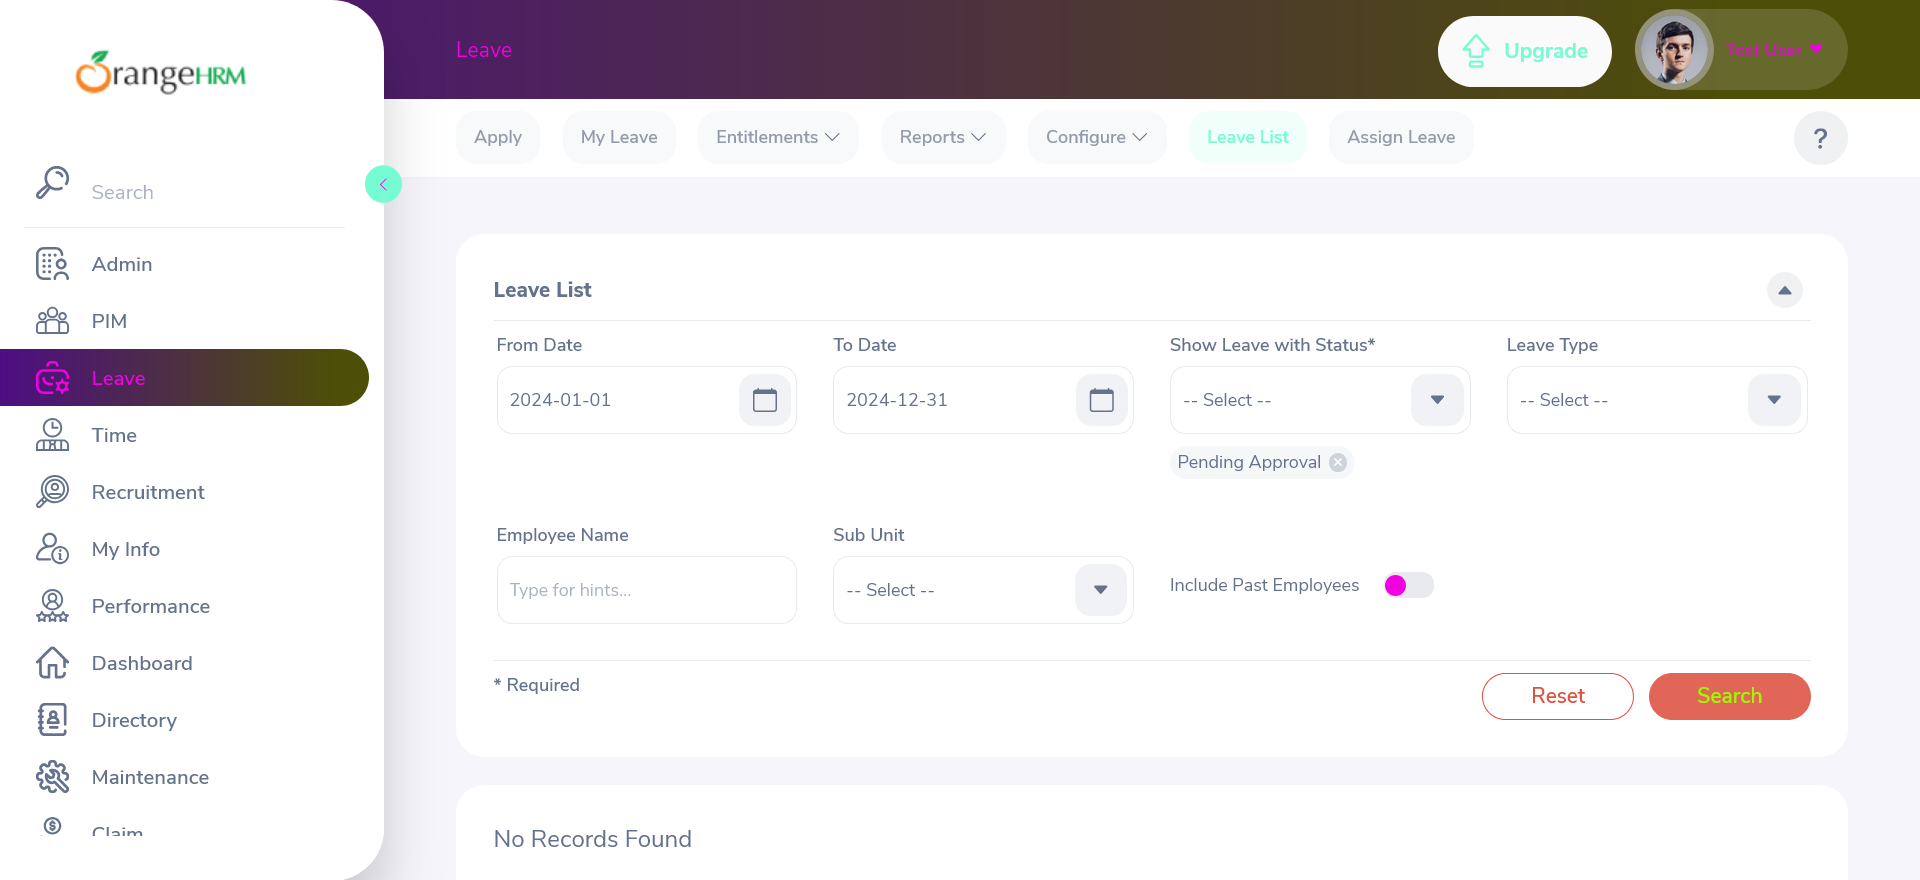 OrangeHRM
Search
Admin
PIM
Leave
Time
Recruitment
My Info
Performance
Dashboard
Directory
Maintenance
Claim
Leave
Upgrade
Test User
Apply
My Leave
Entitlements
Reports
Configure
Leave List
Assign Leave
?
Leave List
From Date
To Date
Show Leave with Status*
Leave Type
2024-01-01
2024-12-31
-- Select --
-- Select --
Pending Approval
Employee Name
Sub Unit
Type for hints...
-- Select --
Include Past Employees
* Required
Reset
Search
No Records Found